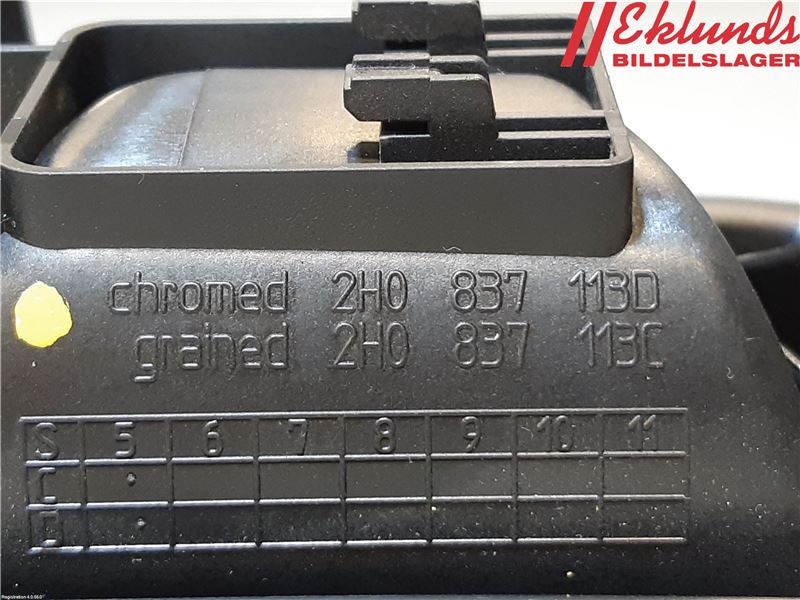 Eklunds
BILDELSLAGER
chromed 2H0 837 113D
grained 2H0 837 113C
S 5 6 7 8 9 10 11
C
D